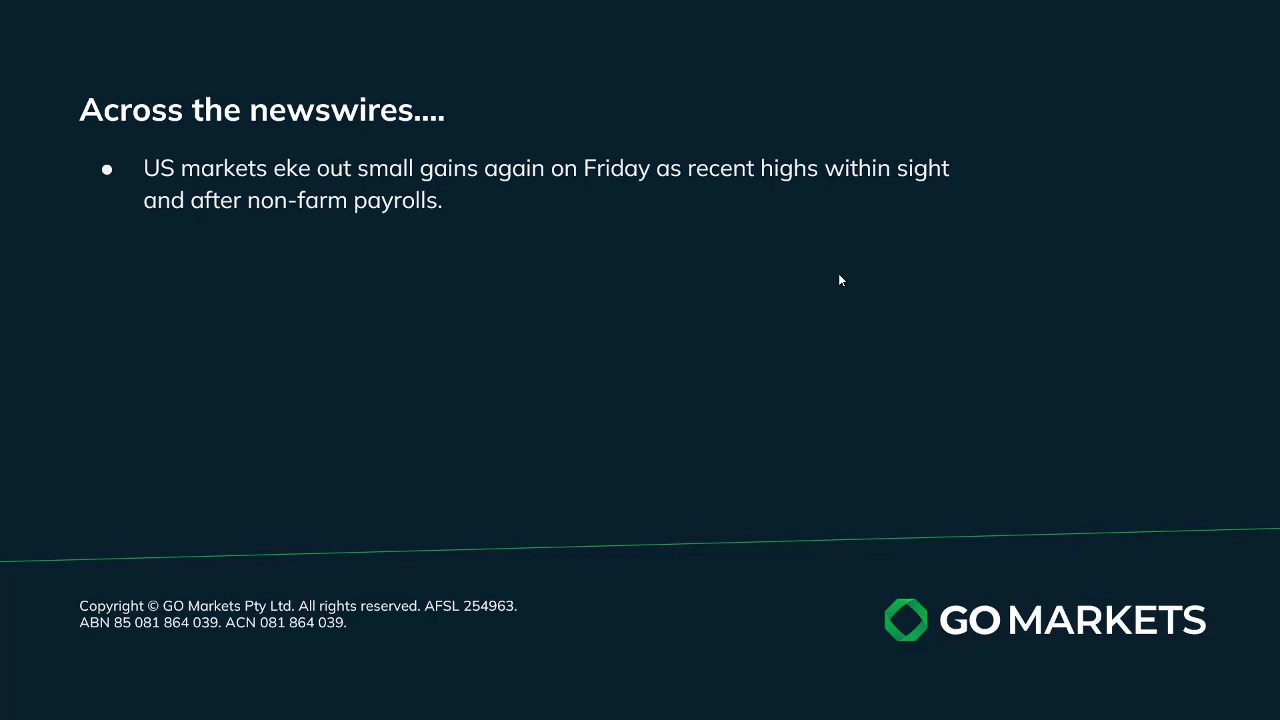 Across the newswires....
● US markets eke out small gains again on Friday as recent highs within sight
and after non-farm payrolls.
Copyright © GO Markets Pty Ltd. All rights reserved. AFSL 254963.
ABN 85 081 864 039. ACN 081 864 039.
GO MARKETS